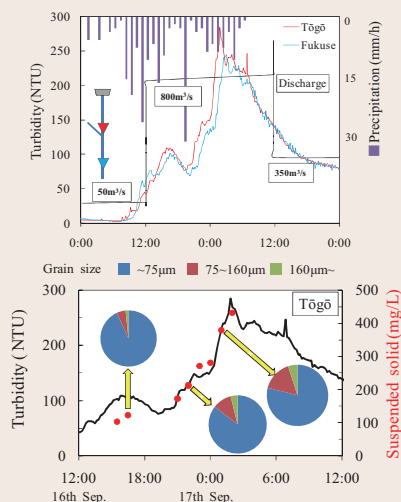 Turbidity (NTU)
300
250
200
150
100
50
0
Tōgō
Fukuse
Discharge
800m³/s
50m³/s
350m³/s
0
15
30
Precipitation (mm/h)
0:00 12:00 0:00 12:00 0:00
Grain size ~75μm 75~160μm 160μm~
Turbidity ( NTU)
300
200
100
0
Tōgō
500
400
300
200
100
0
Suspended solid (mg/L)
12:00 18:00 0:00 6:00 12:00
16th Sep. 17th Sep.